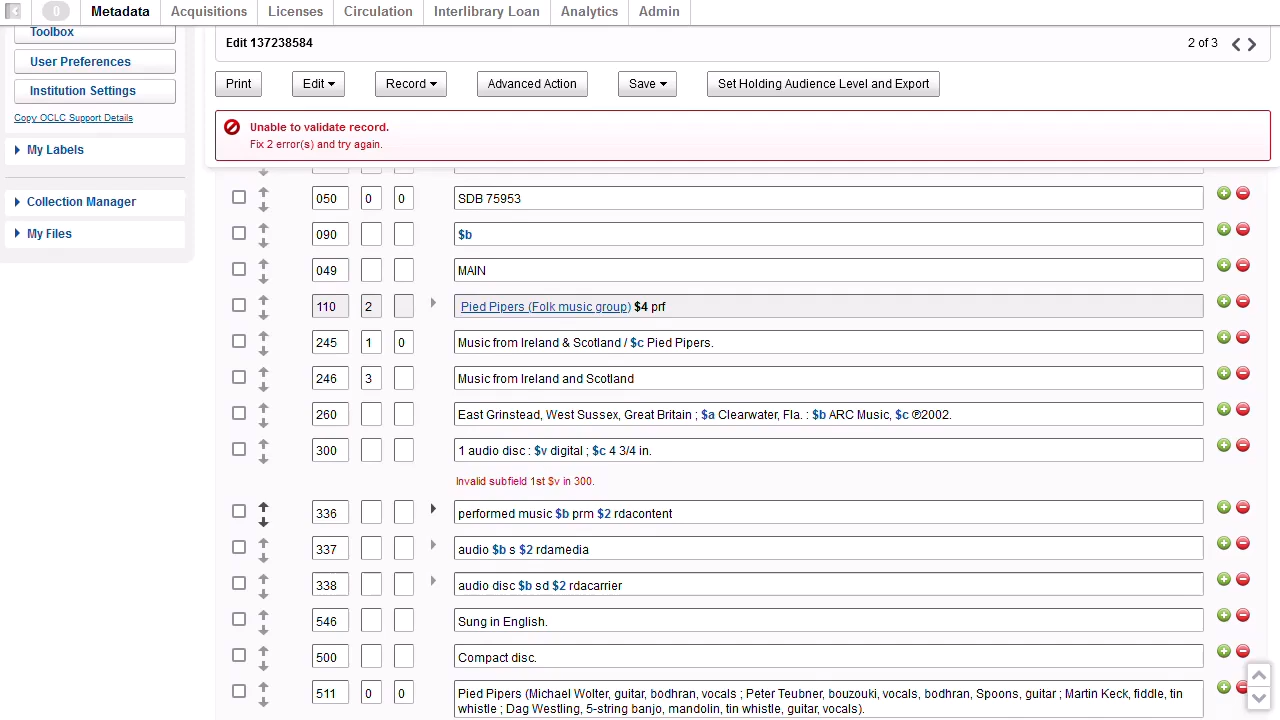 0 Metadata Acquisitions Licenses Circulation Interlibrary Loan Analytics Admin
Toolbox
User Preferences
Institution Settings
Copy OCLC Support Details
My Labels
Collection Manager
My Files
Edit 137238584 2 of 3
Print Edit Record Advanced Action Save Set Holding Audience Level and Export
Unable to validate record.
Fix 2 error(s) and try again.
050 0 0 SDB 75953
090 $b
049 MAIN
110 2 Pied Pipers (Folk music group) $4 prf
245 1 0 Music from Ireland & Scotland / $c Pied Pipers.
246 3 Music from Ireland and Scotland
260 East Grinstead, West Sussex, Great Britain ; $a Clearwater, Fla. : $b ARC Music, $c ℗2002.
300 1 audio disc : $v digital ; $c 4 3/4 in.
Invalid subfield 1st $v in 300.
336 performed music $b prm $2 rdacontent
337 audio $b s $2 rdamedia
338 audio disc $b sd $2 rdacarrier
546 Sung in English.
500 Compact disc.
511 0 0 Pied Pipers (Michael Wolter, guitar, bodhran, vocals ; Peter Teubner, bouzouki, vocals, bodhran, Spoons, guitar ; Martin Keck, fiddle, tin
whistle ; Dag Westling, 5-string banjo, mandolin, tin whistle, guitar, vocals).